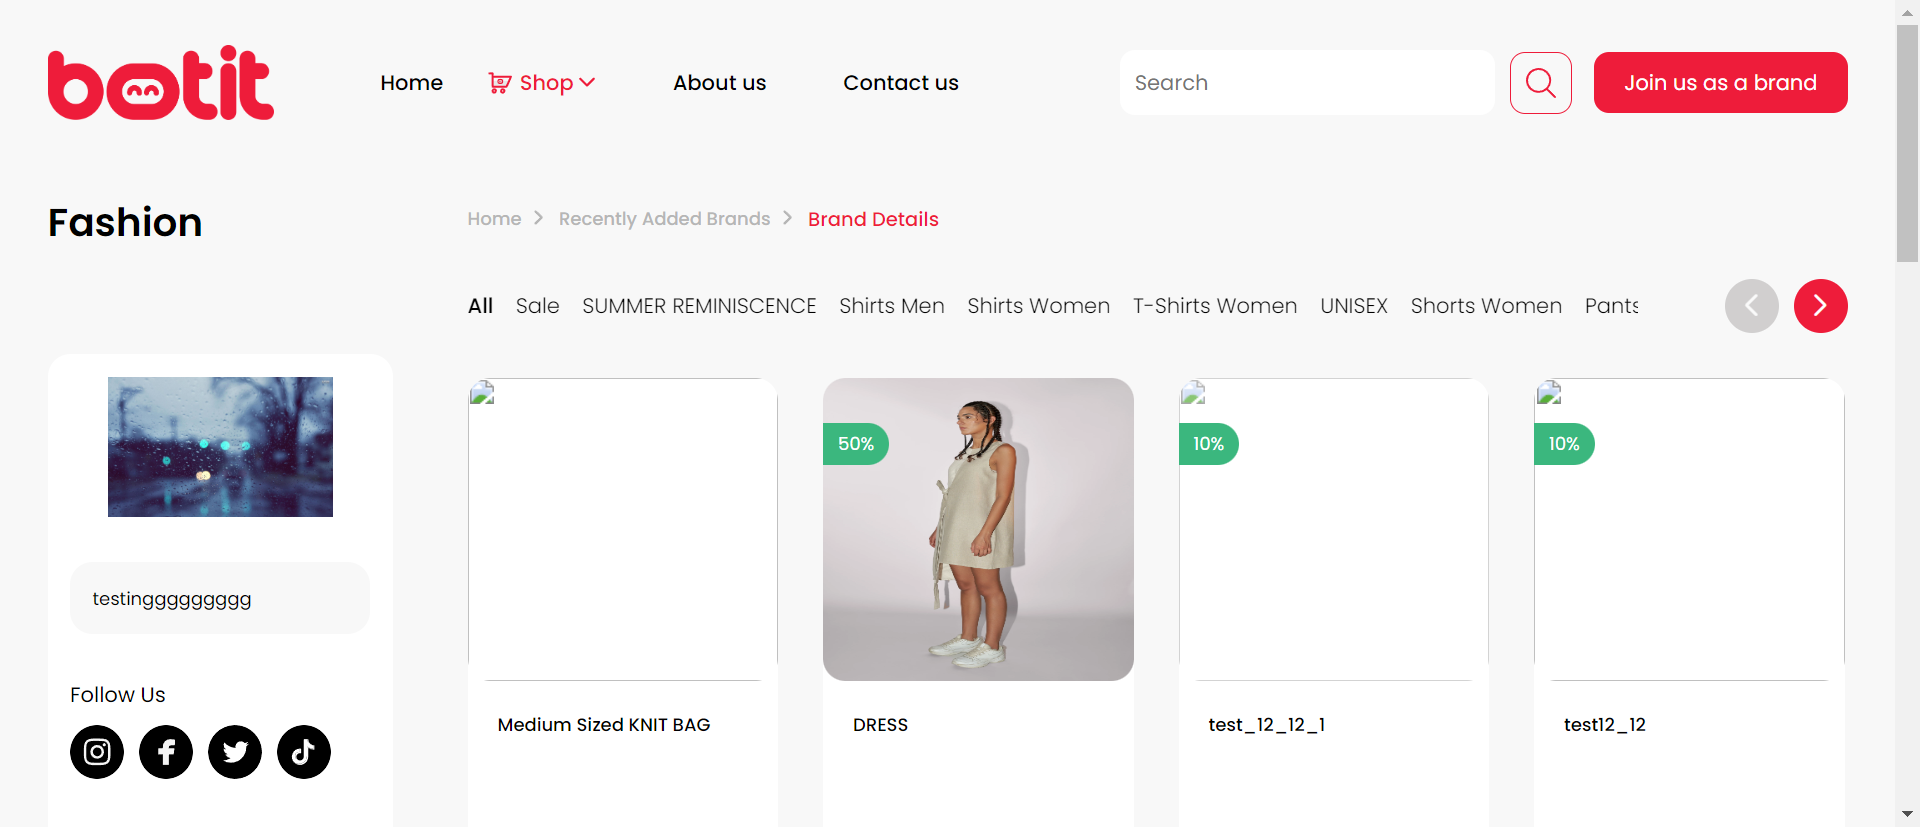 botit
Home
Shop
About us
Contact us
Search
Join us as a brand
Fashion
Home > Recently Added Brands > Brand Details
All Sale SUMMER REMINISCENCE Shirts Men Shirts Women T-Shirts Women UNISEX Shorts Women Pants
50%
10%
10%
testinggggggggg
Follow Us
Medium Sized KNIT BAG
DRESS
test_12_12_1
test12_12